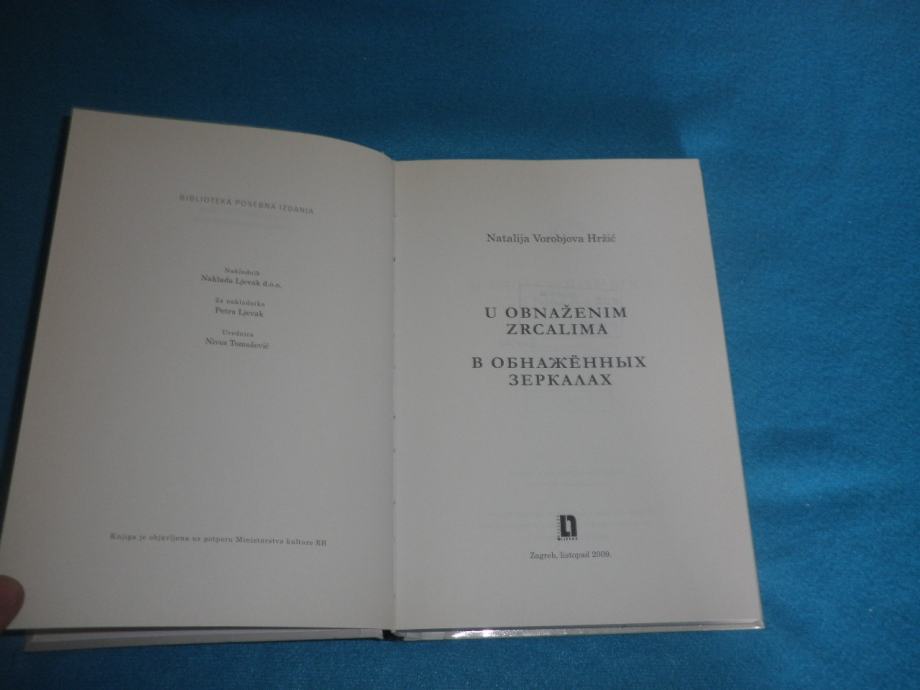 BIBLIOTEKA POSEBNA IZDANJA
Nakladnik
Naklada Ljevak d.o.o.
Za nakladnika
Petra Ljevak
Urednica
Nives Tomašević
Knjiga je objavljena uz potporu Ministarstva kulture RH
Natalija Vorobjova Hržić
U OBNAŽENIM
ZRCALIMA
В ОБНАЖЁННЫХ
ЗЕРКАЛАХ
LJEVAK
Zagreb, listopad 2009.